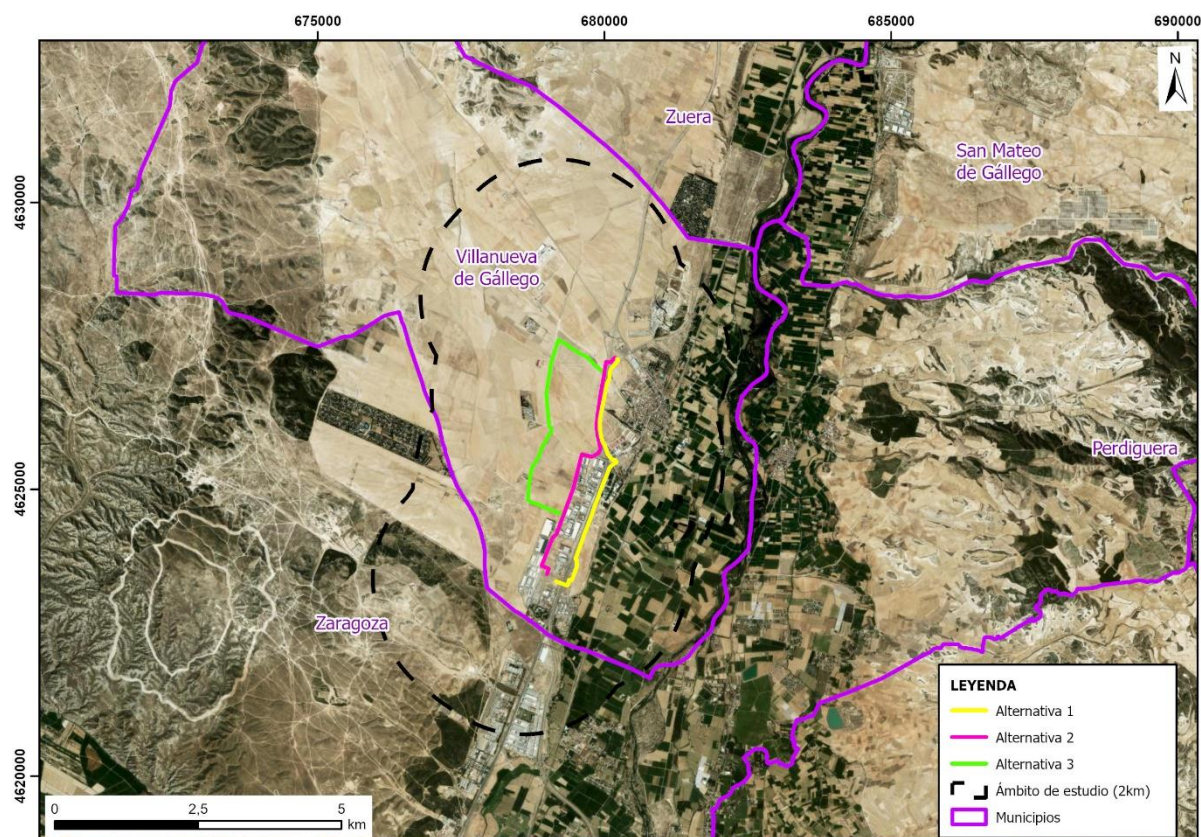 675000
680000
685000
690000
N
Zuera
San Mateo
de Gállego
4630000
Villanueva
de Gállego
Perdiguera
4625000
Zaragoza
LEYENDA
Alternativa 1
Alternativa 2
Alternativa 3
Ámbito de estudio (2km)
Municipios
4620000
0
2,5
5
km